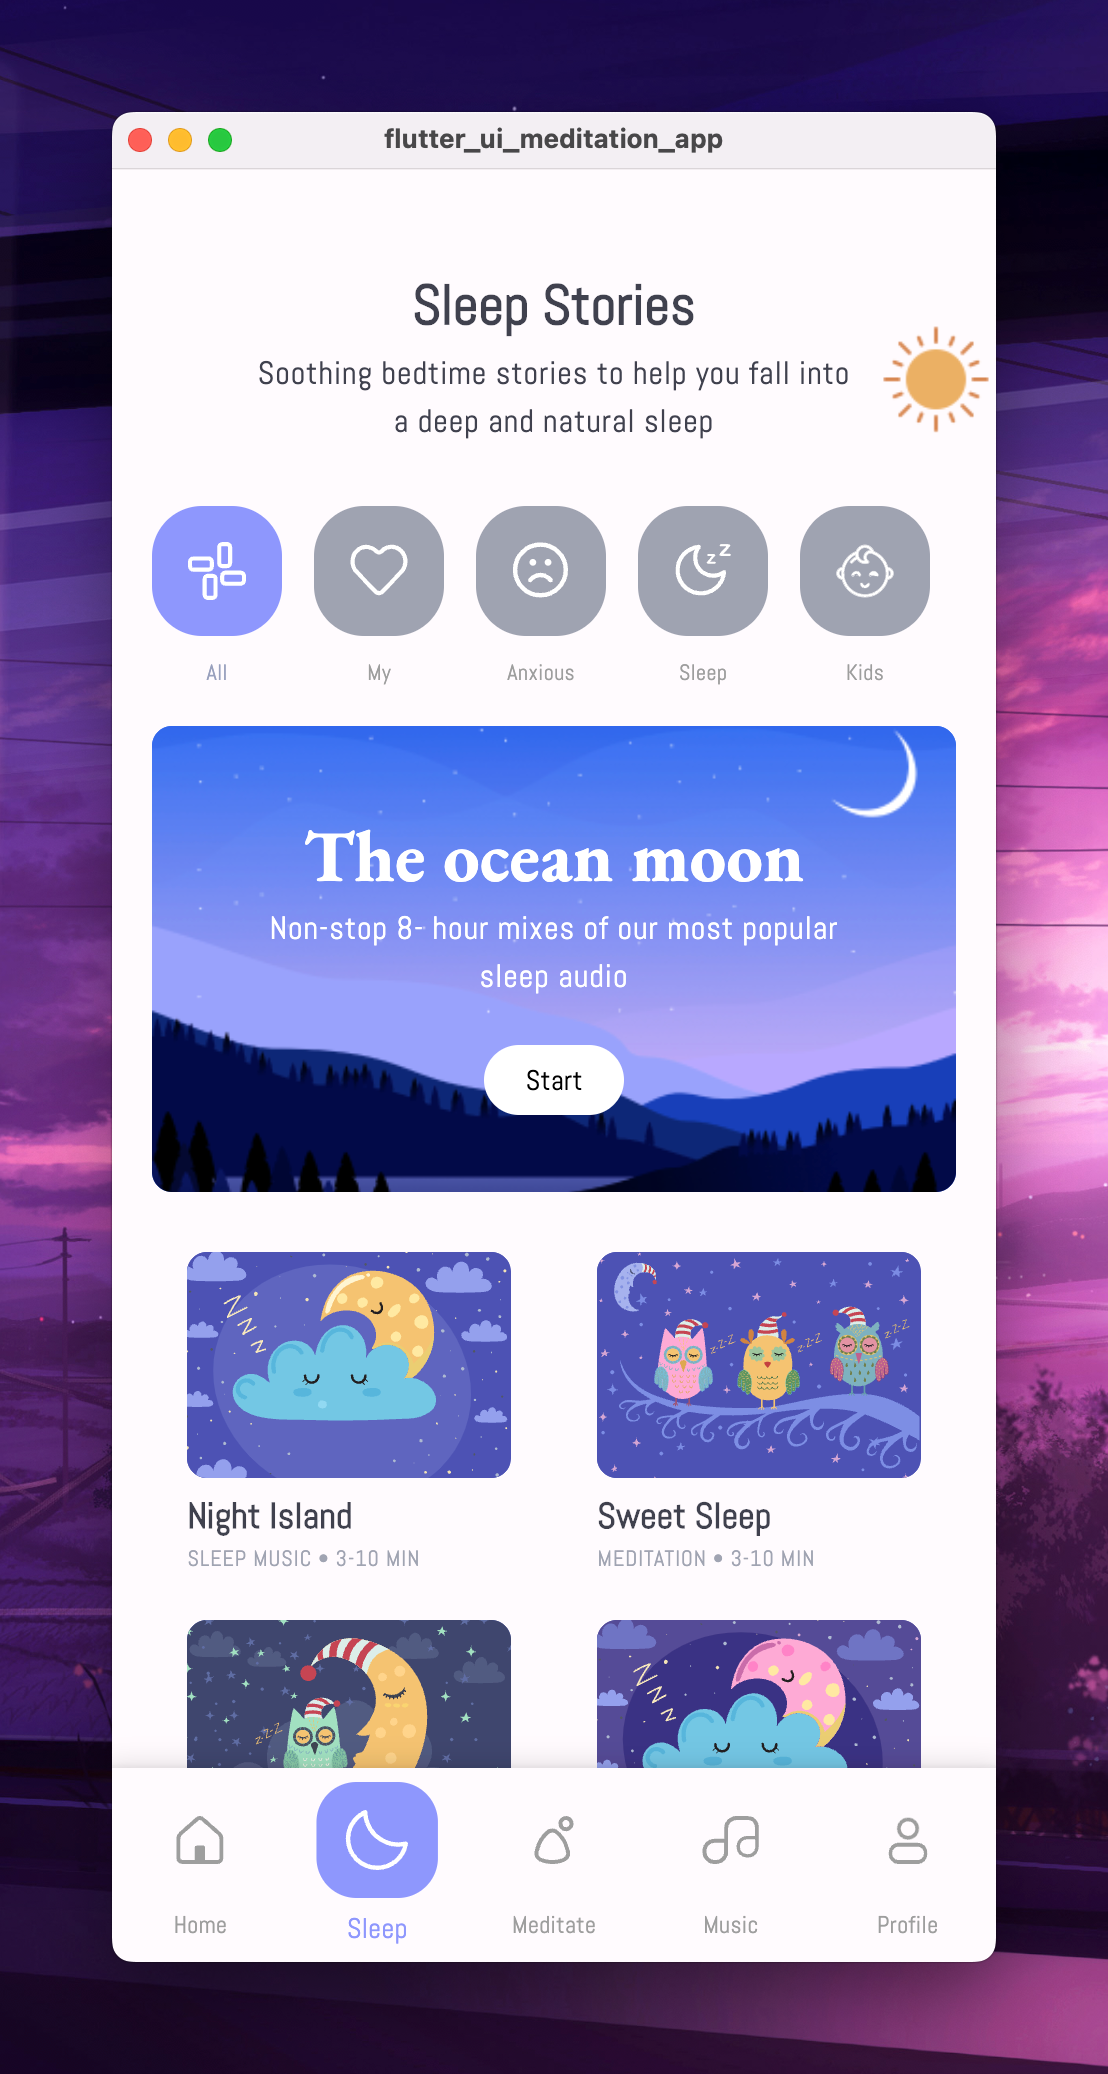 flutter_ui_meditation_app
Sleep Stories
Soothing bedtime stories to help you fall into
a deep and natural sleep
z Z
All
My
Anxious
Sleep
Kids
The ocean moon
Non-stop 8- hour mixes of our most popular
sleep audio
Start
Z Z Z
z-z-z
z-z-z
z-z-z
Night Island
SLEEP MUSIC • 3-10 MIN
Sweet Sleep
MEDITATION • 3-10 MIN
z-z-z
Z Z Z
Home
Sleep
Meditate
Music
Profile